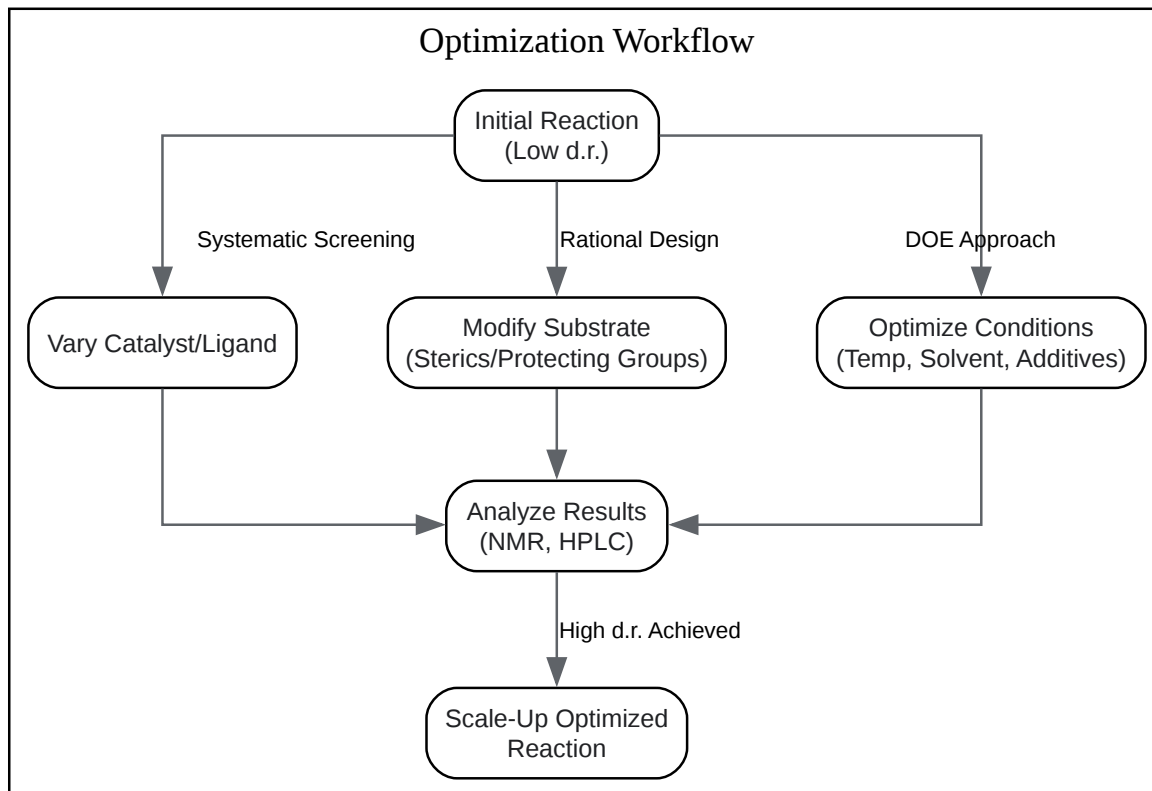 Optimization Workflow
Initial Reaction
(Low d.r.)
Systematic Screening
Rational Design
DOE Approach
Vary Catalyst/Ligand
Modify Substrate
(Sterics/Protecting Groups)
Optimize Conditions
(Temp, Solvent, Additives)
Analyze Results
(NMR, HPLC)
High d.r. Achieved
Scale-Up Optimized
Reaction